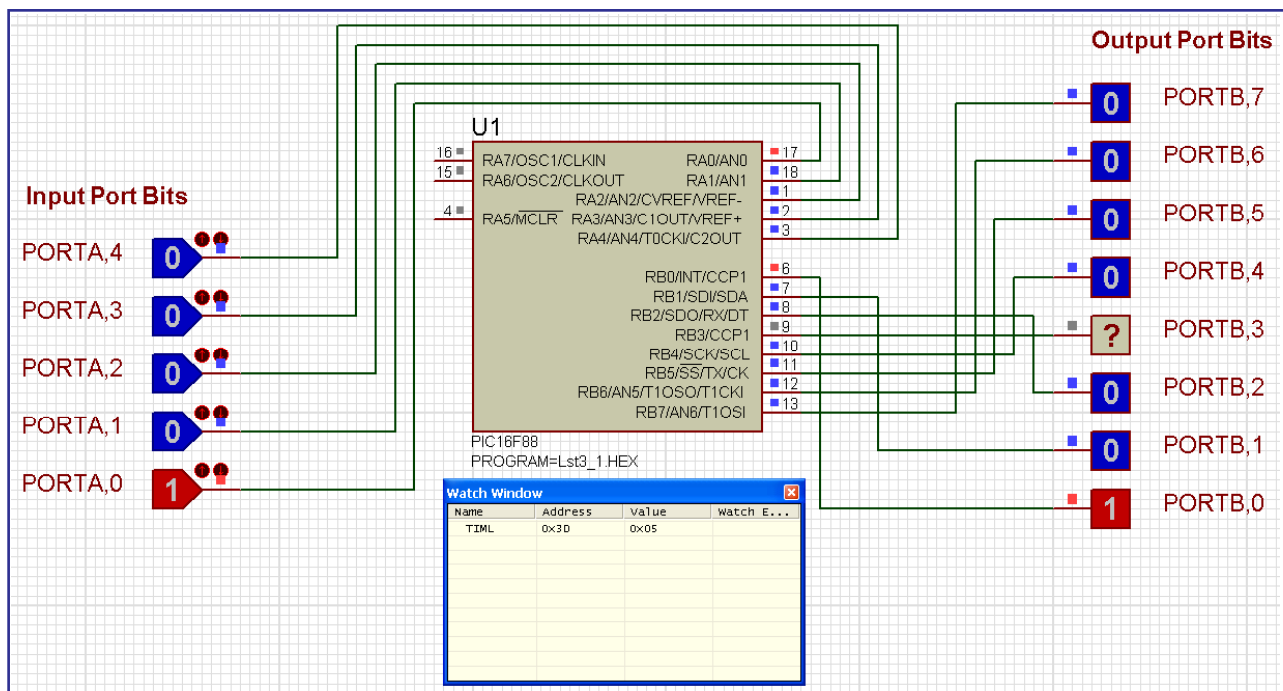 Input Port Bits
PORTA,4
0
PORTA,3
0
PORTA,2
0
PORTA,1
0
PORTA,0
1
U1
16
RA7/OSC1/CLKIN
15
RA6/OSC2/CLKOUT
4
RA5/MCLR
RA0/AN0
17
RA1/AN1
18
RA2/AN2/CVREF/VREF-
1
RA3/AN3/C1OUT/VREF+
2
RA4/AN4/T0CKI/C2OUT
3
RB0/INT/CCP1
6
RB1/SDI/SDA
7
RB2/SDO/RX/DT
8
RB3/CCP1
9
RB4/SCK/SCL
10
RB5/SS/TX/CK
11
RB6/AN5/T1OSO/T1CKI
12
RB7/AN6/T1OSI
13
PIC16F88
PROGRAM=Lst3_1.HEX
Watch Window
Name Address Value Watch E...
TIML 0x3D 0x05
Output Port Bits
0 PORTB,7
0 PORTB,6
0 PORTB,5
0 PORTB,4
? PORTB,3
0 PORTB,2
0 PORTB,1
1 PORTB,0